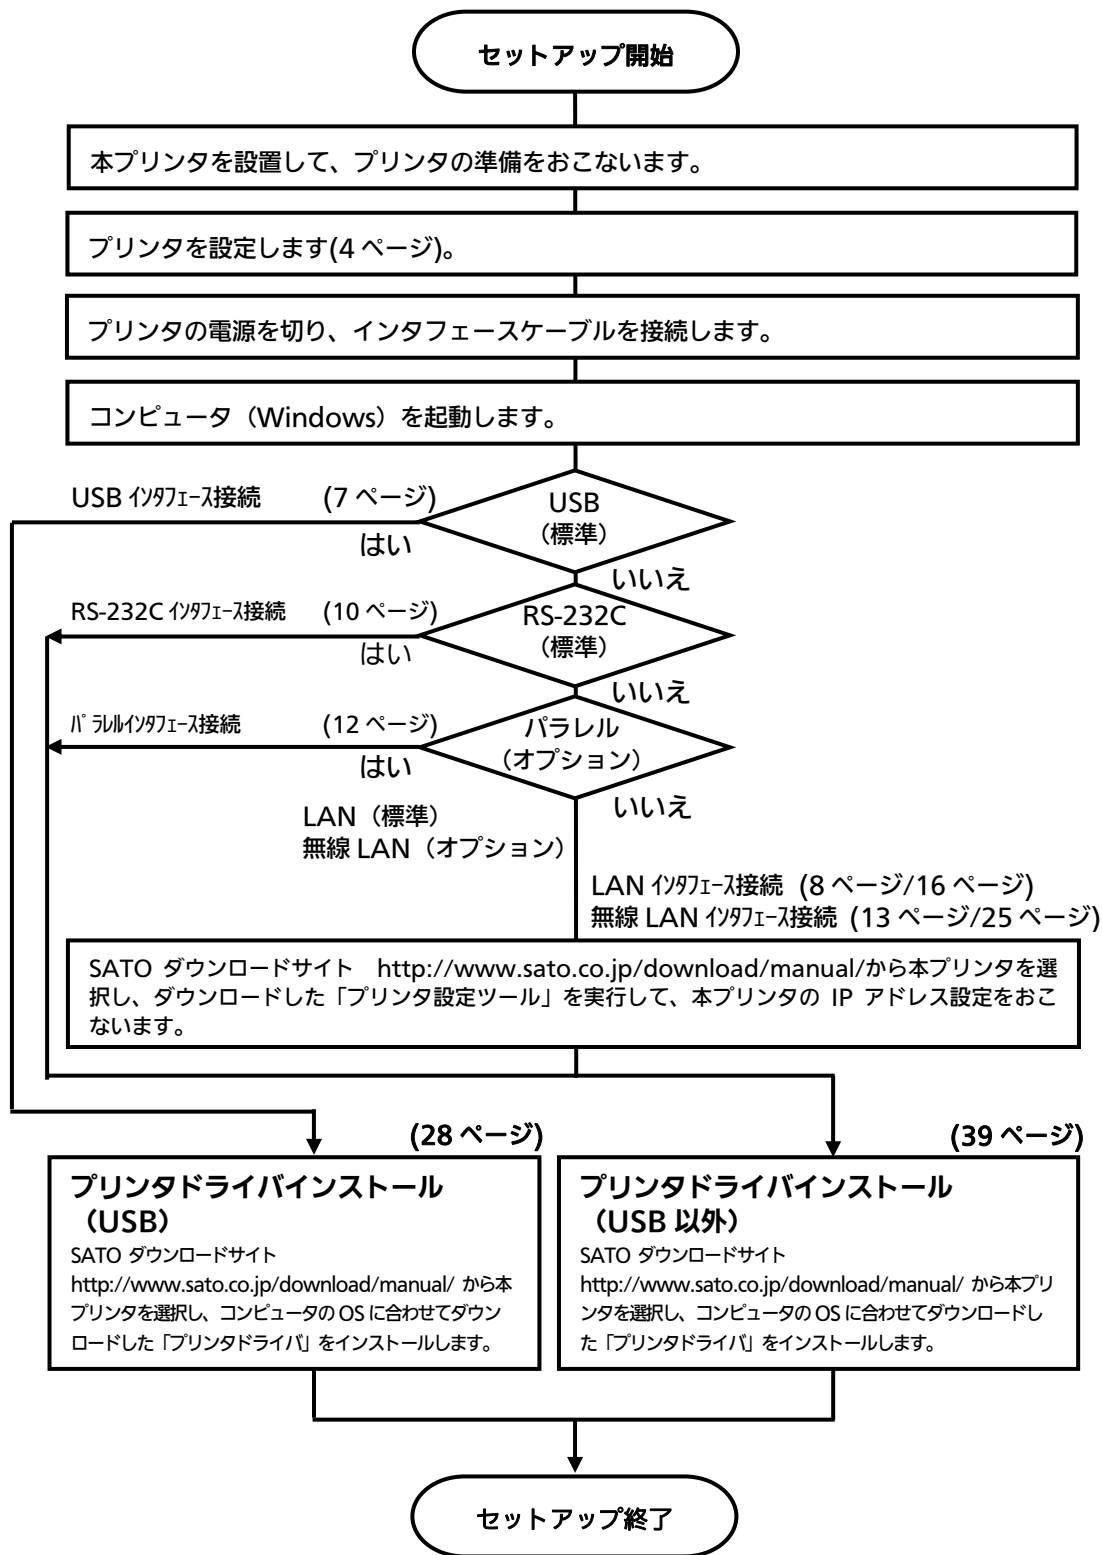 セットアップ開始
本プリンタを設置して、プリンタの準備をおこないます。
プリンタを設定します(4 ページ)。
プリンタの電源を切り、インタフェースケーブルを接続します。
コンピュータ（Windows）を起動します。
USB ｲﾝﾀﾌｪｰｽ接続 (7 ページ)
USB
（標準）
はい
いいえ
RS-232C ｲﾝﾀﾌｪｰｽ接続 (10 ページ)
RS-232C
（標準）
はい
いいえ
ﾊﾟﾗﾚﾙｲﾝﾀﾌｪｰｽ接続 (12 ページ)
パラレル
（オプション）
はい
いいえ
LAN（標準）
無線 LAN（オプション）
LAN ｲﾝﾀﾌｪｰｽ接続 (8 ページ/16 ページ)
無線 LAN ｲﾝﾀﾌｪｰｽ接続 (13 ページ/25 ページ)
SATO ダウンロードサイト http://www.sato.co.jp/download/manual/から本プリンタを選
択し、ダウンロードした「プリンタ設定ツール」を実行して、本プリンタの IP アドレス設定をおこ
ないます。
(28 ページ)
プリンタドライバインストール
（USB）
SATO ダウンロードサイト
http://www.sato.co.jp/download/manual/ から本
プリンタを選択し、コンピュータの OS に合わせてダウン
ロードした「プリンタドライバ」をインストールします。
(39 ページ)
プリンタドライバインストール
（USB 以外）
SATO ダウンロードサイト
http://www.sato.co.jp/download/manual/ から本プリ
ンタを選択し、コンピュータの OS に合わせてダウンロードし
た「プリンタドライバ」をインストールします。
セットアップ終了